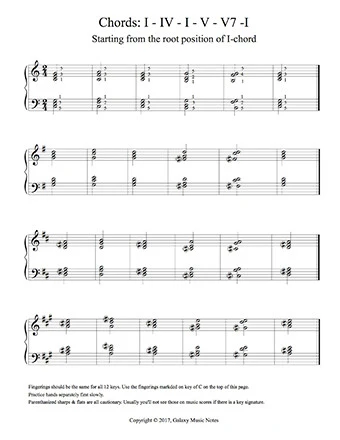 Chords: I - IV - I - V - V7 -I
Starting from the root position of I-chord
Fingerings should be the same for all 12 keys. Use the fingerings marked on key of C on the top of this page.
Practice hands separately first slowly.
Parenthesized sharps & flats are all cautionary. Usually you'll not see those on music scores if there is a key signature.
Copyright © 2017, Galaxy Music Notes